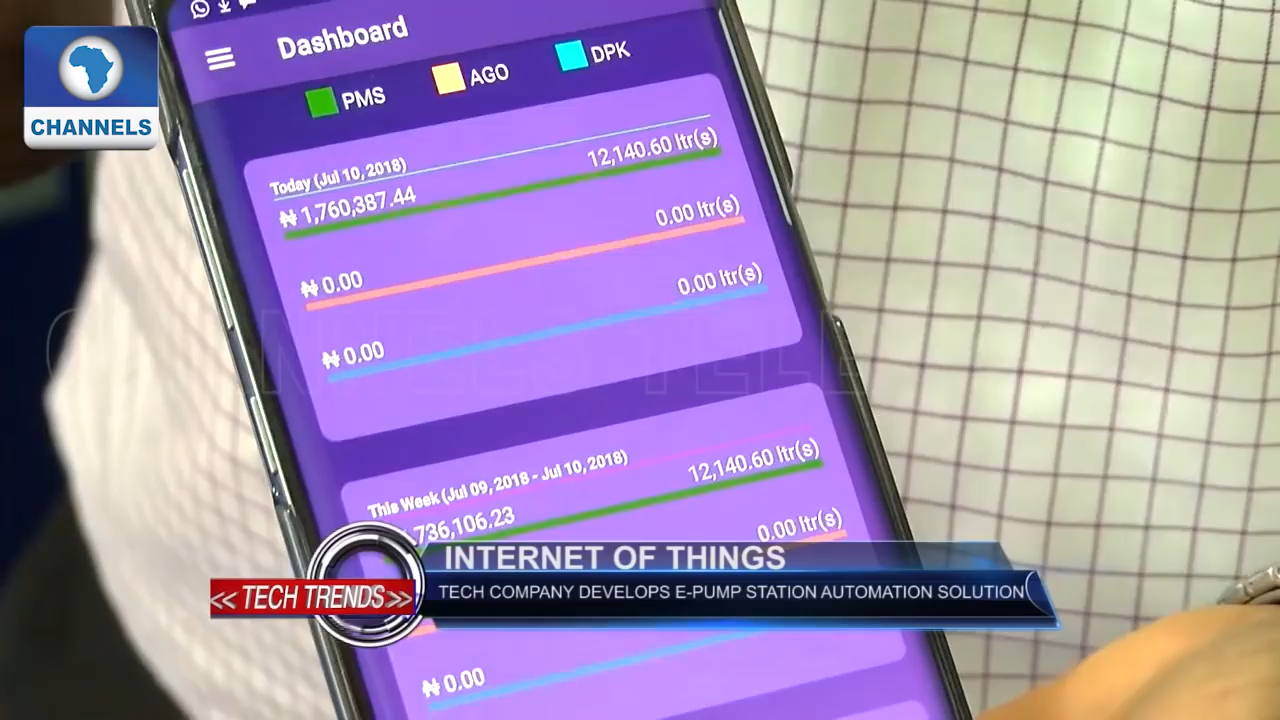 CHANNELS
Dashboard
PMS AGO DPK
Today (Jul 10, 2018)
₦ 1,760,387.44 12,140.60 ltr(s)
₦ 0.00 0.00 ltr(s)
₦ 0.00 0.00 ltr(s)
This Week (Jul 09, 2018 - Jul 10, 2018)
,736,106.23 12,140.60 ltr(s)
0.00 ltr(s)
INTERNET OF THINGS
<< TECH TRENDS >>
TECH COMPANY DEVELOPS E-PUMP STATION AUTOMATION SOLUTION
₦ 0.00